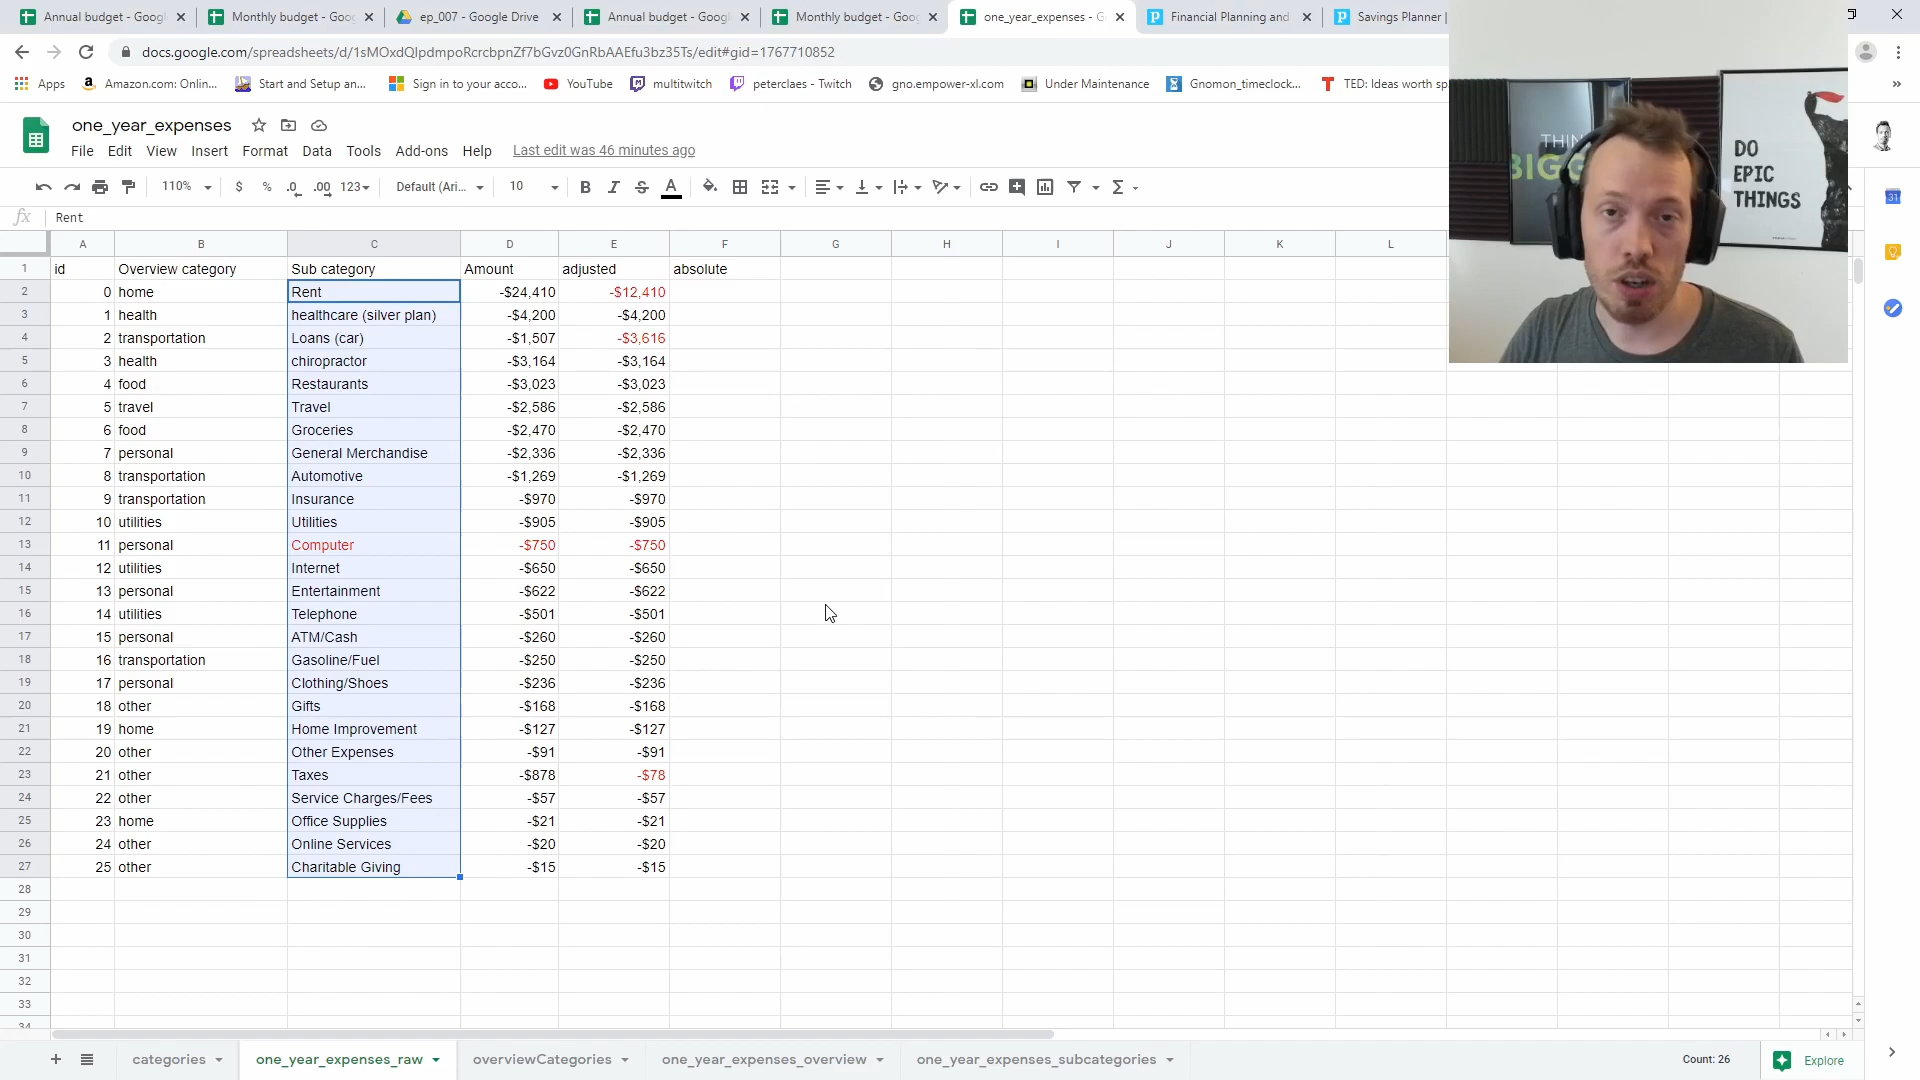 Annual budget - Googl
Monthly budget - Goo
ep_007 - Google Drive
Annual budget - Googl
Monthly budget - Goo
one_year_expenses - G
Financial Planning and
Savings Planner |
docs.google.com/spreadsheets/d/1sMOxdQIpdmpoRcrcbpnZf7bGvz0GnRbAAEfu3bz35Ts/edit#gid=1767710852
Apps
Amazon.com: Onlin...
Start and Setup an...
Sign in to your acco...
YouTube
multitwitch
peterclaes - Twitch
gno.empower-xl.com
Under Maintenance
Gnomon_timeclock...
TED: Ideas worth sp
one_year_expenses
File Edit View Insert Format Data Tools Add-ons Help Last edit was 46 minutes ago
110% $ % .0 .00 123 Default (Ari... 10 B I S A
fx Rent
A B C D E F G H I J K L
1 id Overview category Sub category Amount adjusted absolute
2 0 home Rent -$24,410 -$12,410
3 1 health healthcare (silver plan) -$4,200 -$4,200
4 2 transportation Loans (car) -$1,507 -$3,616
5 3 health chiropractor -$3,164 -$3,164
6 4 food Restaurants -$3,023 -$3,023
7 5 travel Travel -$2,586 -$2,586
8 6 food Groceries -$2,470 -$2,470
9 7 personal General Merchandise -$2,336 -$2,336
10 8 transportation Automotive -$1,269 -$1,269
11 9 transportation Insurance -$970 -$970
12 10 utilities Utilities -$905 -$905
13 11 personal Computer -$750 -$750
14 12 utilities Internet -$650 -$650
15 13 personal Entertainment -$622 -$622
16 14 utilities Telephone -$501 -$501
17 15 personal ATM/Cash -$260 -$260
18 16 transportation Gasoline/Fuel -$250 -$250
19 17 personal Clothing/Shoes -$236 -$236
20 18 other Gifts -$168 -$168
21 19 home Home Improvement -$127 -$127
22 20 other Other Expenses -$91 -$91
23 21 other Taxes -$878 -$78
24 22 other Service Charges/Fees -$57 -$57
25 23 home Office Supplies -$21 -$21
26 24 other Online Services -$20 -$20
27 25 other Charitable Giving -$15 -$15
28
29
30
31
32
33
34
categories
one_year_expenses_raw
overviewCategories
one_year_expenses_overview
one_year_expenses_subcategories
Count: 26
Explore
THIN
BIGG
DO
EPIC
THINGS
31